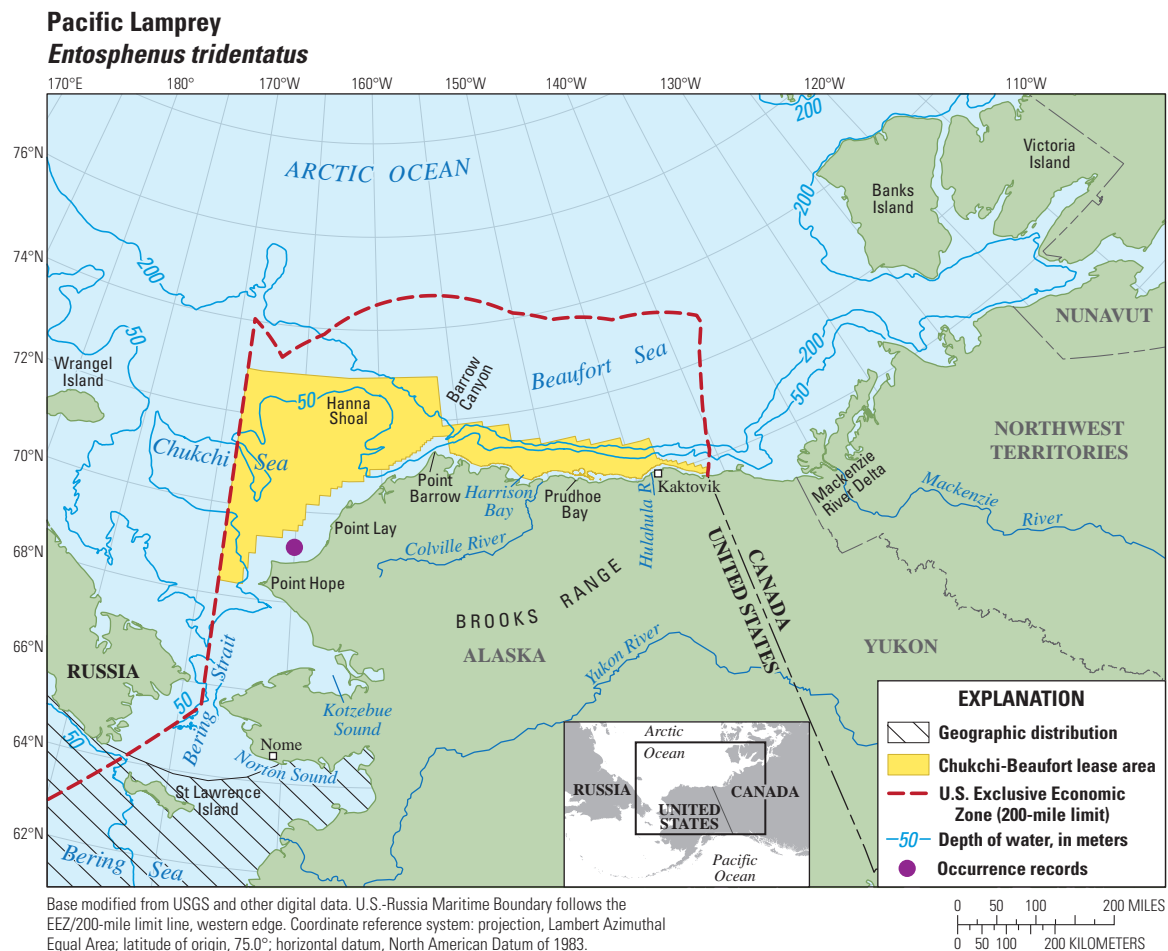 Pacific Lamprey
Entosphenus tridentatus
170°E
180°
170°W
160°W
150°W
140°W
130°W
120°W
110°W
76°N
74°N
72°N
70°N
68°N
66°N
64°N
62°N
ARCTIC OCEAN
200
200
200
200
50
50
50
50
50
Victoria
Island
Banks
Island
NUNAVUT
Wrangel
Island
Beaufort Sea
Barrow
Canyon
Hanna
Shoal
Chukchi Sea
NORTHWEST
TERRITORIES
Point
Barrow
Harrison
Bay
Prudhoe
Bay
Hulahula R
Kaktovik
Mackenzie
River Delta
Mackenzie River
Point Lay
Colville River
Point Hope
BROOKS RANGE
CANADA
UNITED STATES
ALASKA
Yukon River
YUKON
RUSSIA
Bering Strait
Kotzebue
Sound
Nome
Norton Sound
St Lawrence
Island
Bering Sea
Arctic
Ocean
RUSSIA
CANADA
UNITED
STATES
Pacific
Ocean
EXPLANATION
Geographic distribution
Chukchi-Beaufort lease area
U.S. Exclusive Economic
Zone (200-mile limit)
50 Depth of water, in meters
Occurrence records
Base modified from USGS and other digital data. U.S.-Russia Maritime Boundary follows the
EEZ/200-mile limit line, western edge. Coordinate reference system: projection, Lambert Azimuthal
Equal Area; latitude of origin, 75.0°; horizontal datum, North American Datum of 1983.
0 50 100 200 MILES
0 50 100 200 KILOMETERS